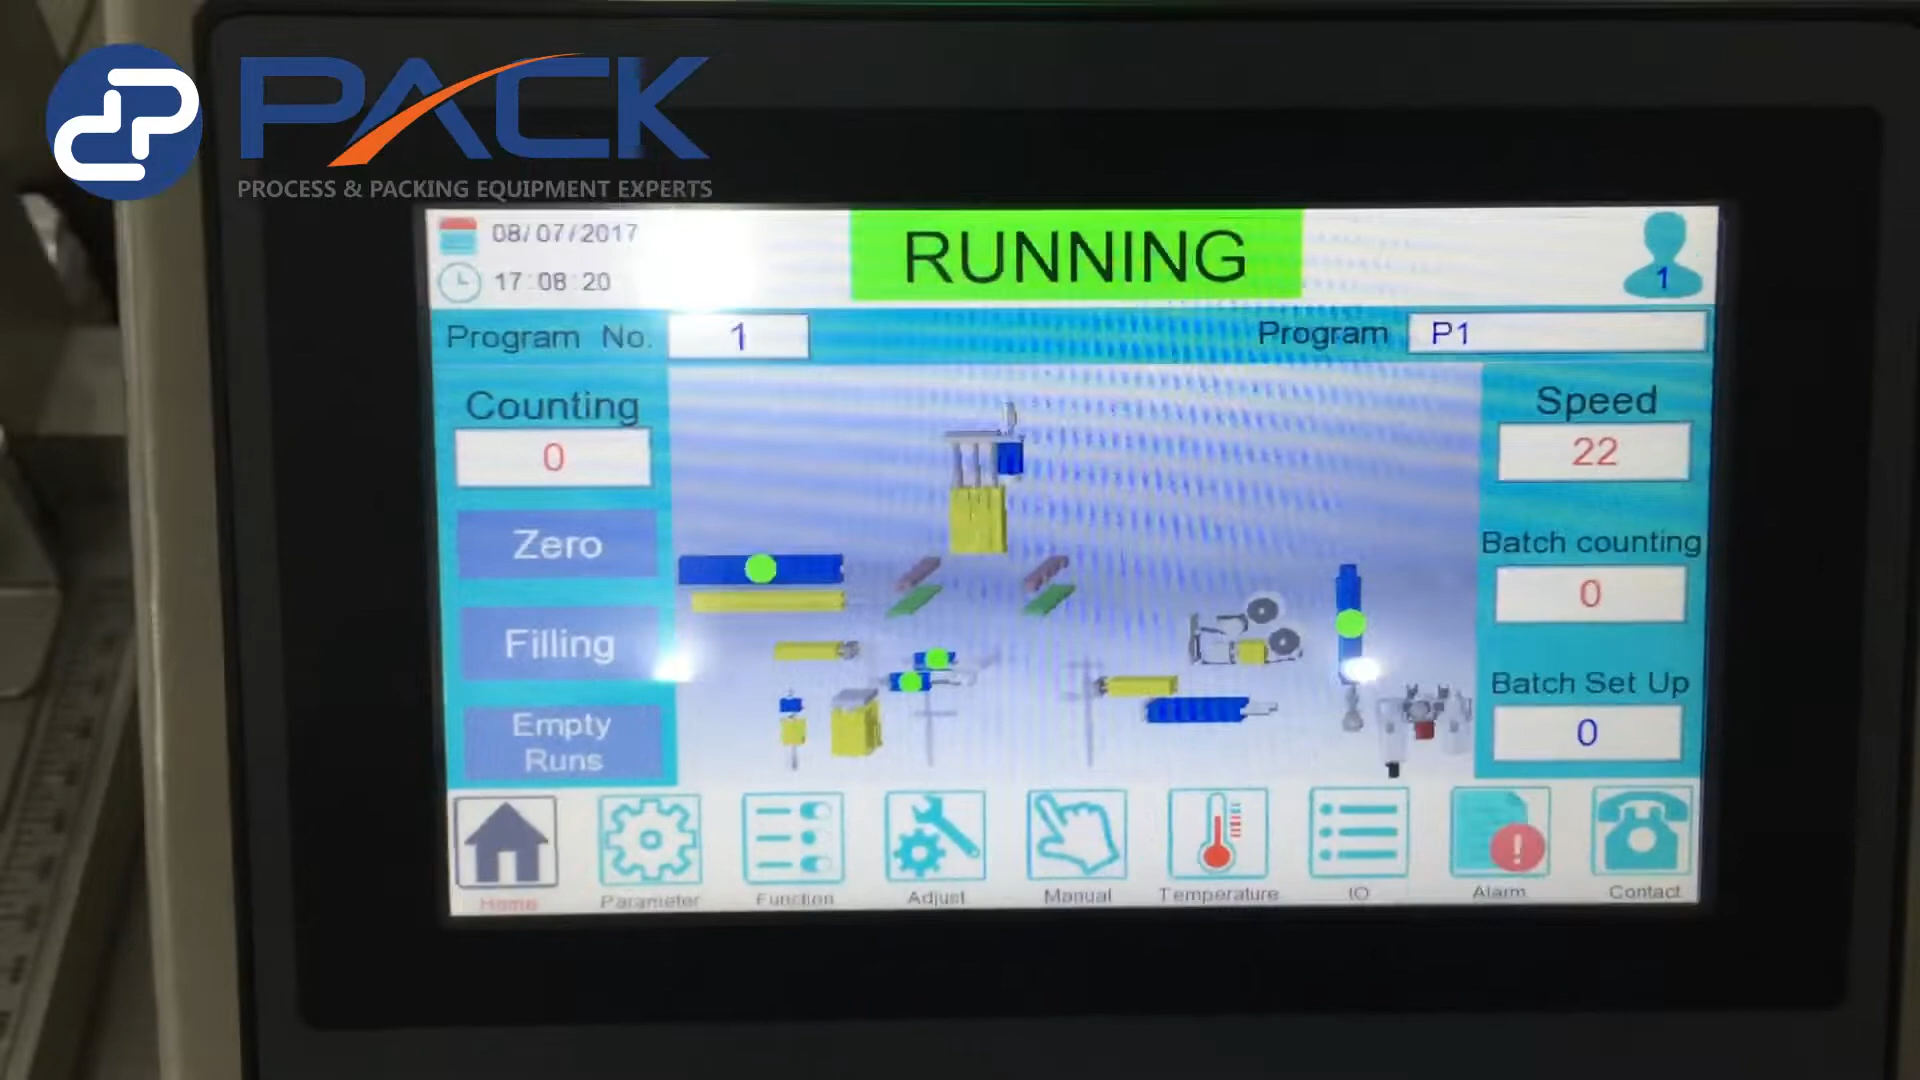 PACK
PROCESS & PACKING EQUIPMENT EXPERTS
08/07/2017
RUNNING
1
17:08:20
Program No. 1
Program P1
Counting
0
Speed
22
Zero
Batch counting
0
Filling
Batch Set Up
0
Empty
Runs
Home Parameter Function Adjust Manual Temperature IO Alarm Contact